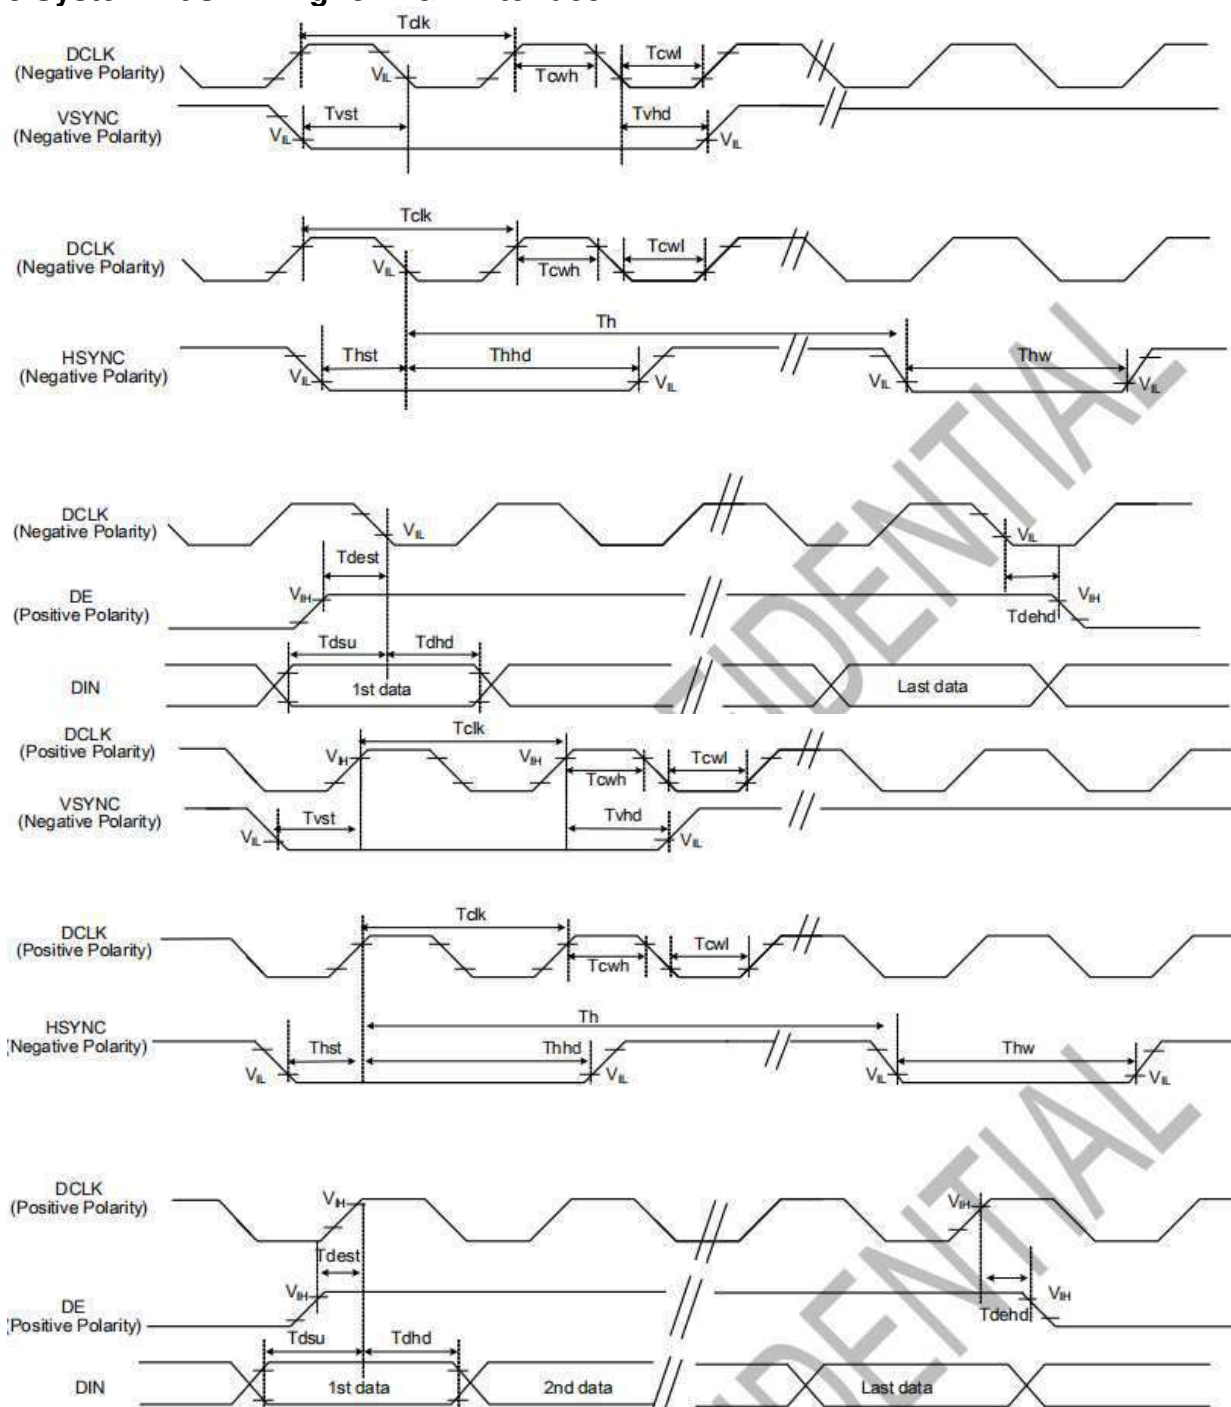 Tclk
DCLK
(Negative Polarity)
VIL
Tcwh
Tcwl
VSYNC
(Negative Polarity)
VIL
Tvst
Tvhd
VIL
Tclk
DCLK
(Negative Polarity)
VIL
Tcwh
Tcwl
Th
HSYNC
(Negative Polarity)
VIL
Thst
Thhd
VIL
VIL
Thw
VIL
DCLK
(Negative Polarity)
VIL
VIL
Tdest
DE
(Positive Polarity)
VIH
VIH
Tdehd
Tdsu
Tdhd
DIN
1st data
Last data
DCLK
(Positive Polarity)
Tclk
VIH
VIH
Tcwh
Tcwl
VSYNC
(Negative Polarity)
VIL
Tvst
Tvhd
VIL
Tclk
DCLK
(Positive Polarity)
Tcwh
Tcwl
Th
HSYNC
(Negative Polarity)
VIL
Thst
Thhd
VIL
VIL
Thw
VIL
DCLK
(Positive Polarity)
VIH
VIH
Tdest
DE
(Positive Polarity)
VIH
VIH
Tdehd
Tdsu
Tdhd
DIN
1st data
2nd data
Last data